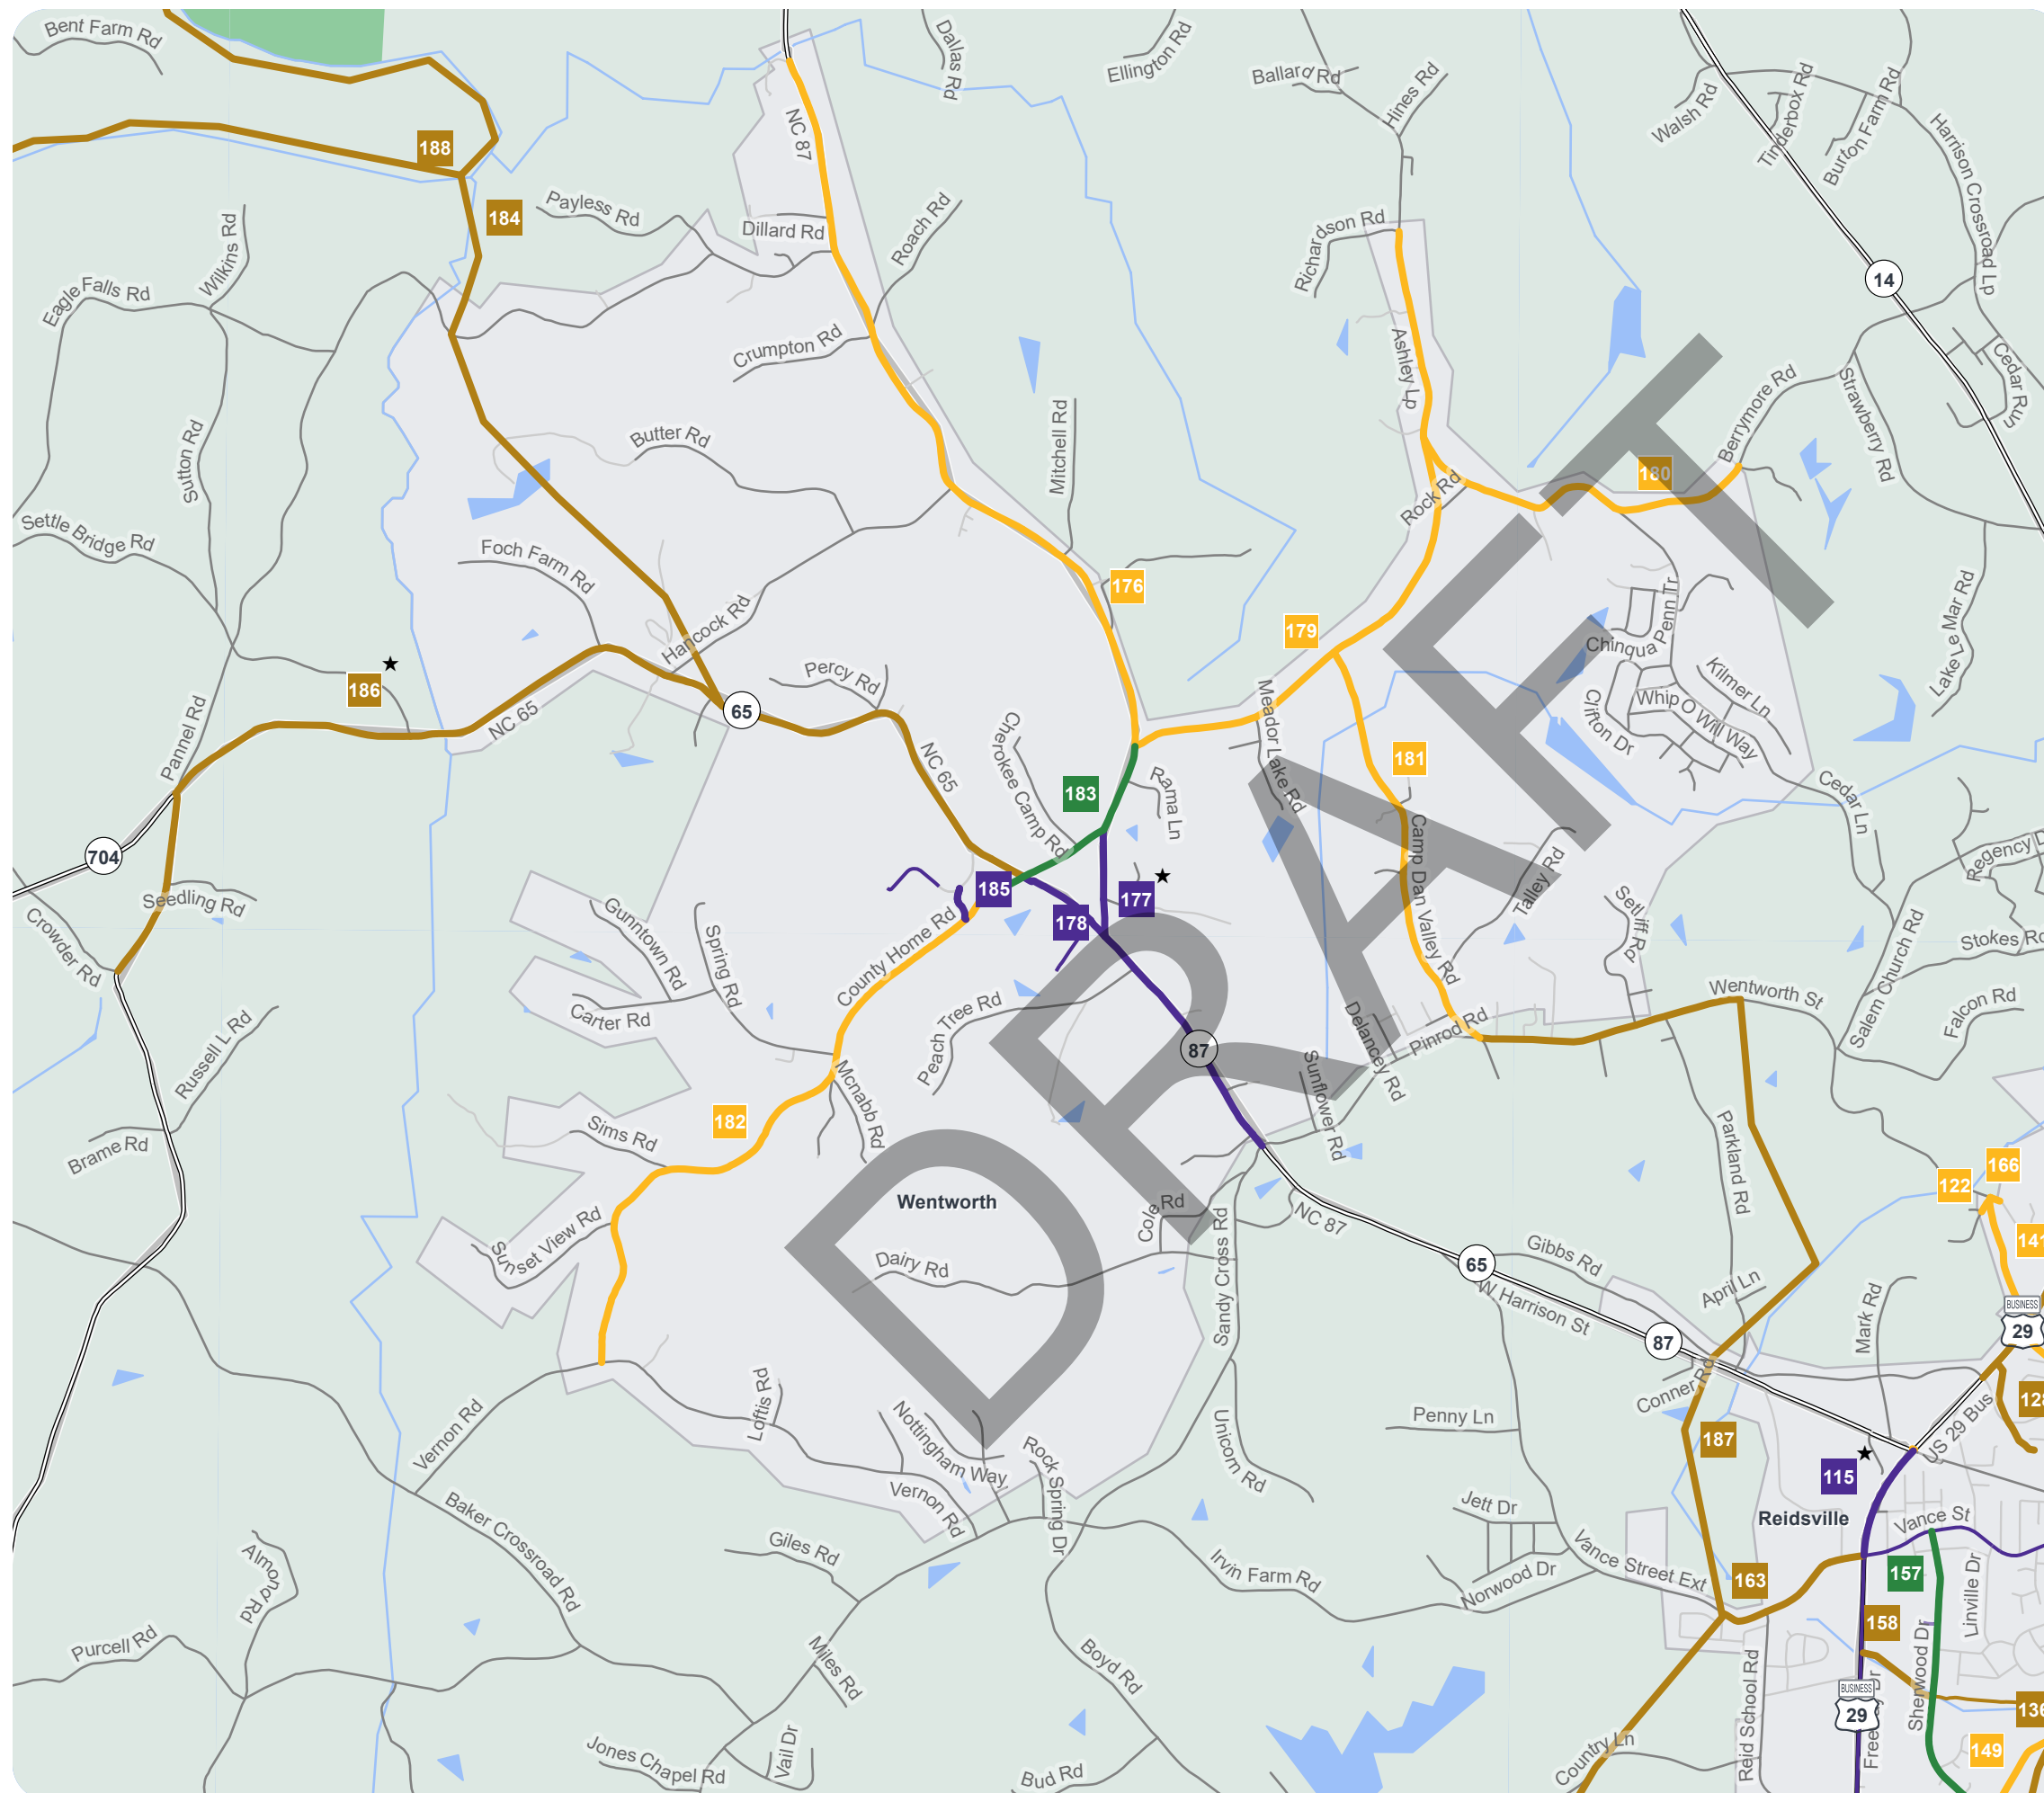 Bent Farm Rd
Dallas Rd
Ellington Rd
Ballard Rd
Hines Rd
Walsh Rd
Tinderbox Rd
Burton Farm Rd
Harrison Crossroad Lp
NC 87
188
184
Payless Rd
Dillard Rd
Roach Rd
Richardson Rd
Wilkins Rd
Eagle Falls Rd
14
Crumpton Rd
Ashley Lp
Cedar Run
Berrymore Rd
Strawberry Rd
Sutton Rd
Butter Rd
Mitchell Rd
Rock Rd
180
Settle Bridge Rd
Foch Farm Rd
176
Hancock Rd
179
Penn Tr
Chinqua
Lake Le Mar Rd
186
Percy Rd
65
NC 65
Pannel Rd
NC 65
Cherokee Camp Rd
Meador Lake Rd
Kilmer Ln
Whip O Will Way
Clifton Dr
181
183
Rama Ln
Cedar Ln
704
Camp Dan Valley Rd
Regency D
Seedling Rd
Crowder Rd
185
177
178
Talley Rd
Setliff Rd
Gunntown Rd
Spring Rd
County Home Rd
Salem Church Rd
Stokes Rd
Carter Rd
Peach Tree Rd
Wentworth St
Falcon Rd
87
Delancey Rd
Pinrod Rd
Russell L Rd
Mcnabb Rd
Sunflower Rd
182
Sims Rd
Brame Rd
Parkland Rd
122
166
DRAFT
Wentworth
Cole Rd
Sandy Cross Rd
NC 87
Sunset View Rd
Dairy Rd
65
Gibbs Rd
W Harrison St
April Ln
141
BUSINESS
29
87
Mark Rd
Conner Rd
128
Vernon Rd
Loftis Rd
Nottingham Way
Rock Spring Dr
Unicorn Rd
Penny Ln
187
US 29 Bus
115
Vernon Rd
Baker Crossroad Rd
Jett Dr
Reidsville
Vance St
Almond Rd
Giles Rd
Irvin Farm Rd
Norwood Dr
Vance Street Ext
163
157
Linville Dr
158
Purcell Rd
Miles Rd
Boyd Rd
Reid School Rd
Sherwood Dr
BUSINESS
29
136
149
Vail Dr
Jones Chapel Rd
Bud Rd
Country Ln